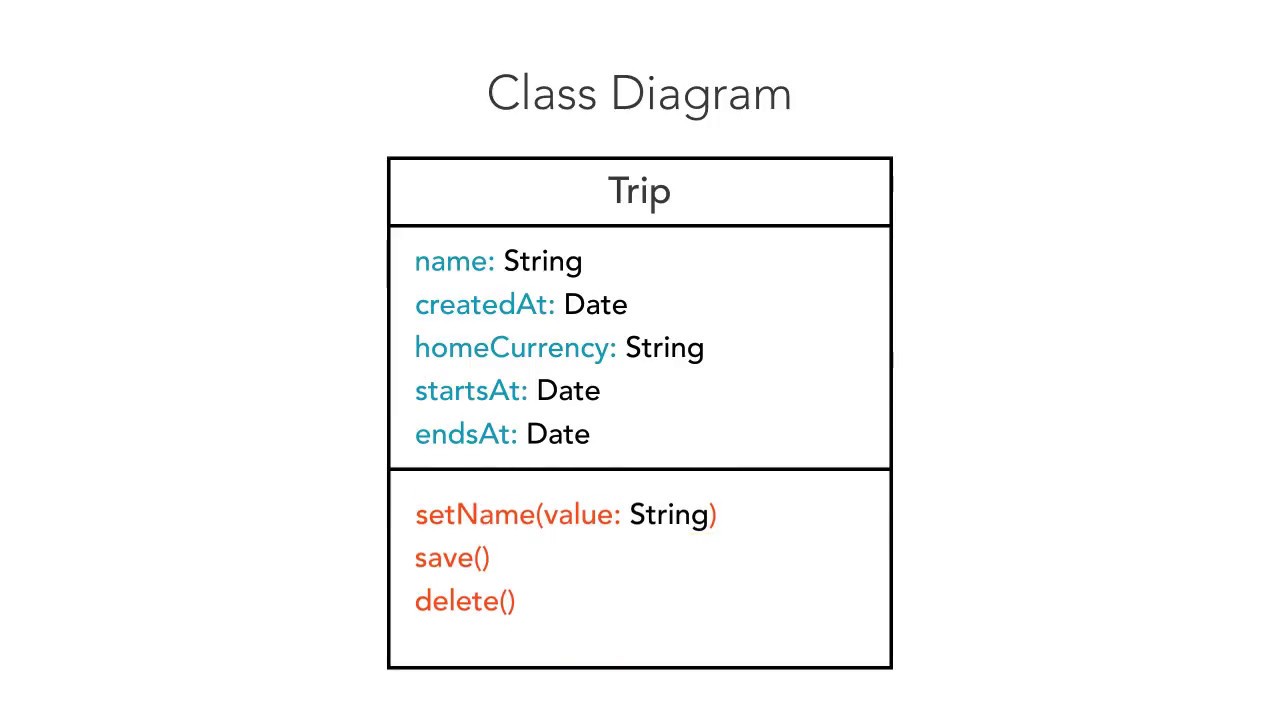 Class Diagram
Trip
name: String
createdAt: Date
homeCurrency: String
startsAt: Date
endsAt: Date
setName(value: String)
save()
delete()